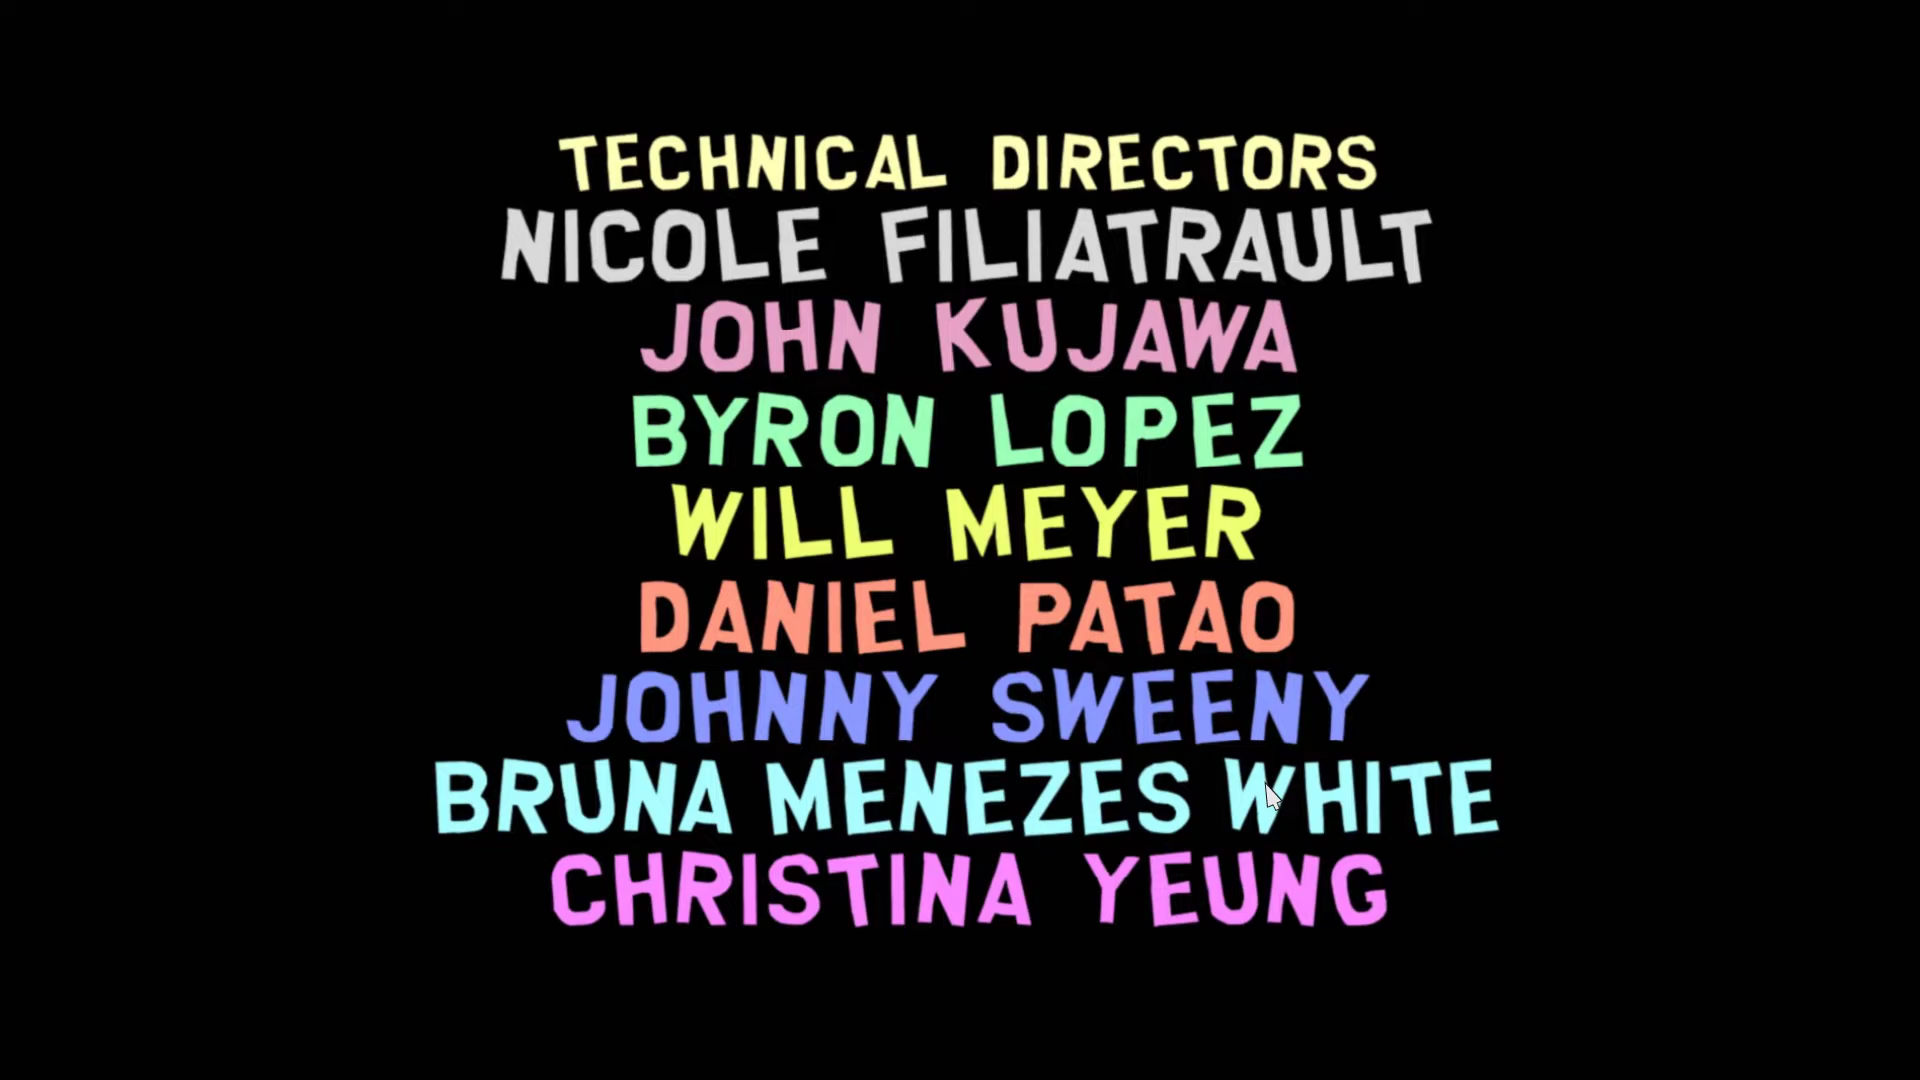 TECHNICAL DIRECTORS
NICOLE FILIATRAULT
JOHN KUJAWA
BYRON LOPEZ
WILL MEYER
DANIEL PATAO
JOHNNY SWEENY
BRUNA MENEZES WHITE
CHRISTINA YEUNG